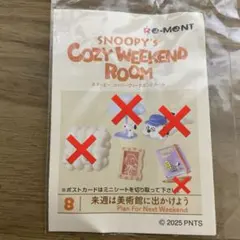 RE-MENT
SNOOPY's
COZY WEEKEND
ROOM
※ポストカードはミニシートを切り取って下さい。
8
来週は美術館に出かけよう
Plan For Next Weekend
© 2025 PNTS